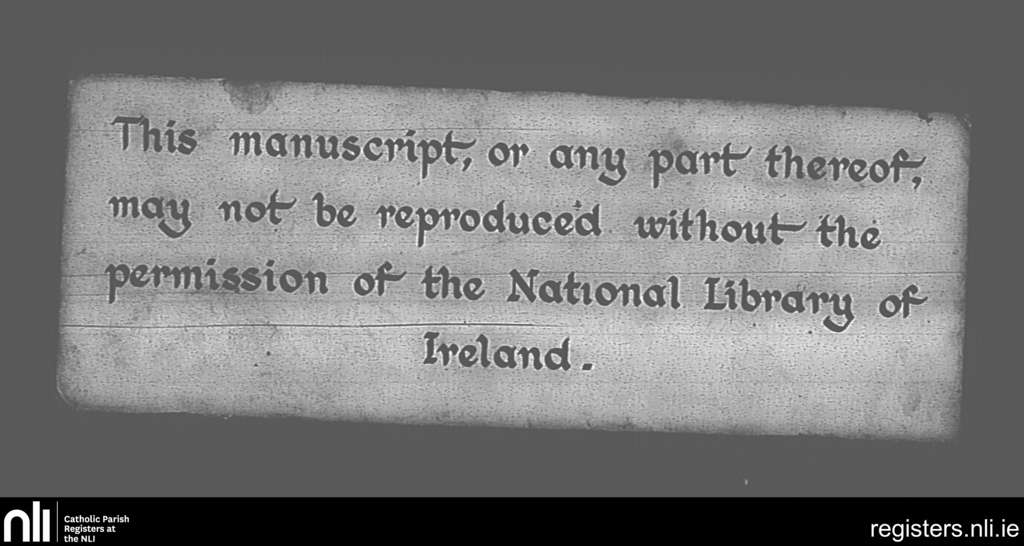 This manuscript, or any part thereof,
may not be reproduced without the
permission of the National Library of
Ireland.
nli
Catholic Parish
Registers at
the NLI
registers.nli.ie